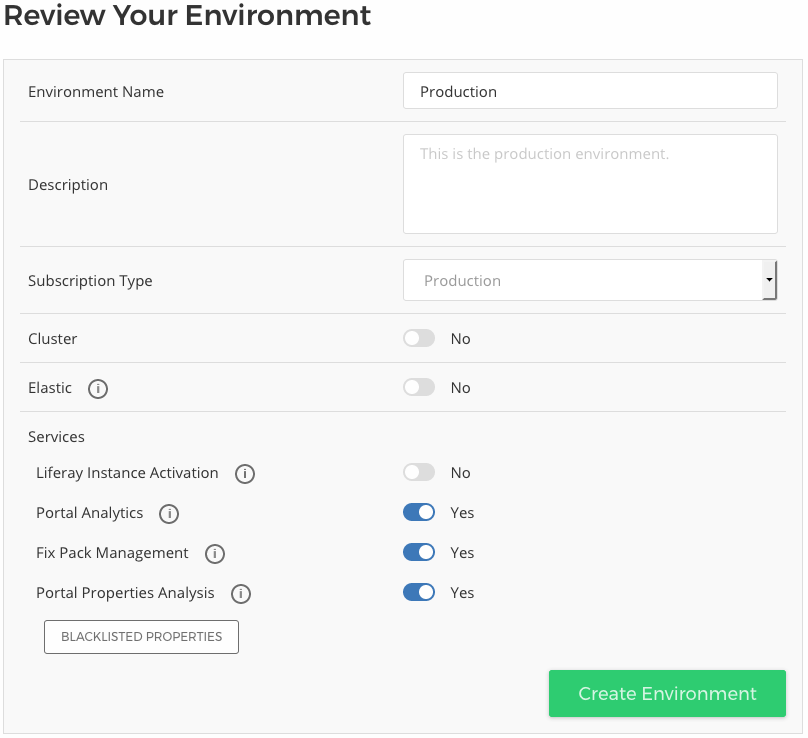 Review Your Environment
Environment Name Production
Description This is the production environment.
Subscription Type Production
Cluster No
Elastic i No
Services
Liferay Instance Activation i No
Portal Analytics i Yes
Fix Pack Management i Yes
Portal Properties Analysis i Yes
BLACKLISTED PROPERTIES
Create Environment